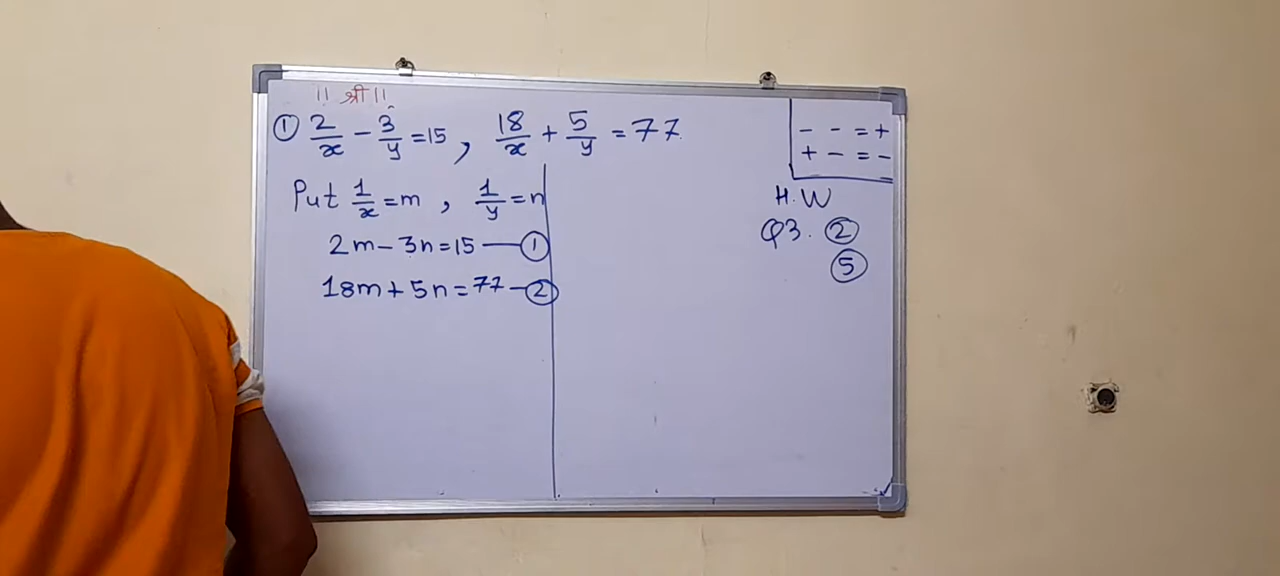 ।। श्री ।।
① 2/x - 3/y = 15, 18/x + 5/y = 77
Put 1/x = m, 1/y = n
2m - 3n = 15 — ①
18m + 5n = 77 — ②
- - = +
+ - = -
H.W
Q3. ②
⑤